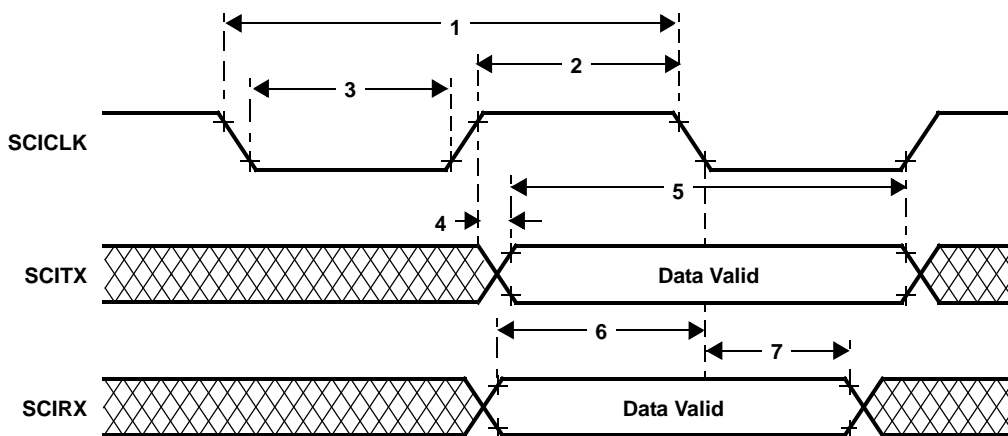 1
2
3
SCICLK
4
5
SCITX
Data Valid
6
7
SCIRX
Data Valid